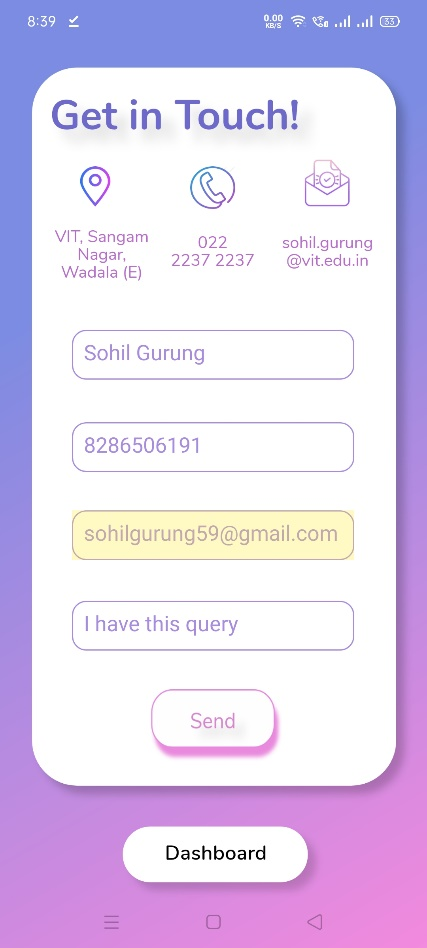 8:39
0.00
KB/S
33
Get in Touch!
VIT, Sangam
Nagar,
Wadala (E)
022
2237 2237
sohil.gurung
@vit.edu.in
Sohil Gurung
8286506191
sohilgurung59@gmail.com
I have this query
Send
Dashboard